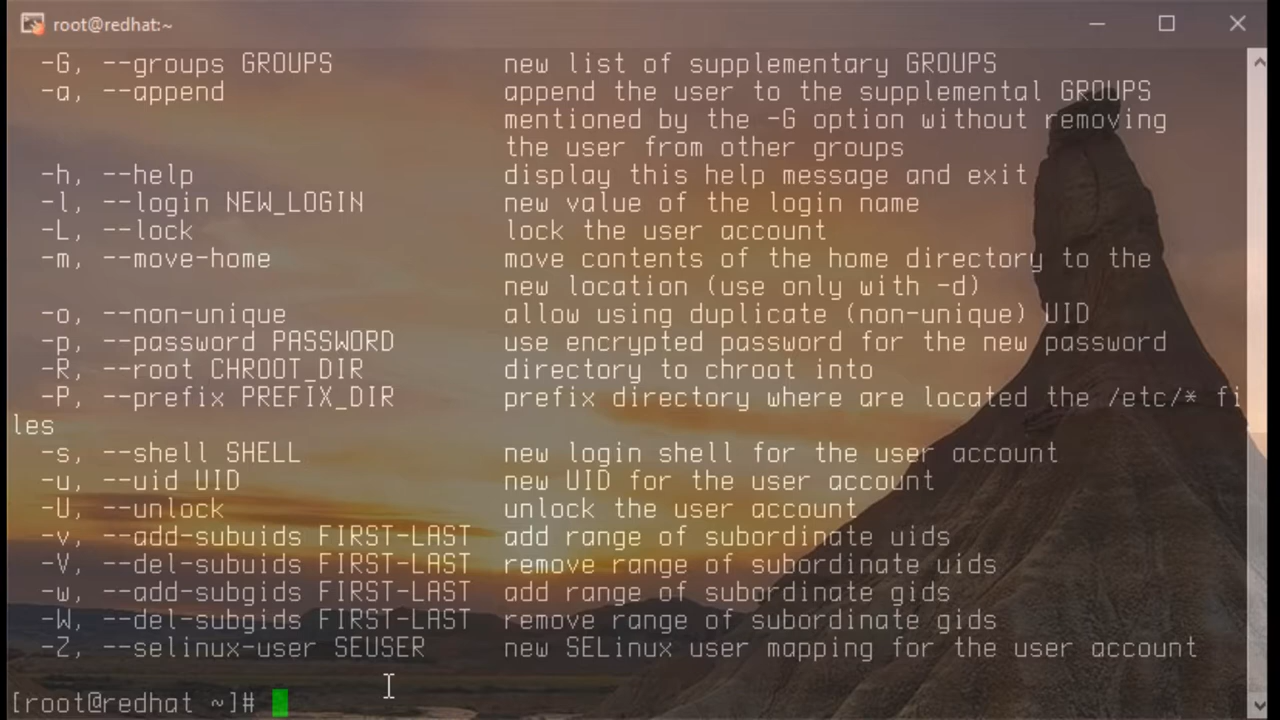 root@redhat:~
-G, --groups GROUPS new list of supplementary GROUPS
-a, --append append the user to the supplemental GROUPS
mentioned by the -G option without removing
the user from other groups
-h, --help display this help message and exit
-l, --login NEW_LOGIN new value of the login name
-L, --lock lock the user account
-m, --move-home move contents of the home directory to the
new location (use only with -d)
-o, --non-unique allow using duplicate (non-unique) UID
-p, --password PASSWORD use encrypted password for the new password
-R, --root CHROOT_DIR directory to chroot into
-P, --prefix PREFIX_DIR prefix directory where are located the /etc/* fi
les
-s, --shell SHELL new login shell for the user account
-u, --uid UID new UID for the user account
-U, --unlock unlock the user account
-v, --add-subuids FIRST-LAST add range of subordinate uids
-V, --del-subuids FIRST-LAST remove range of subordinate uids
-w, --add-subgids FIRST-LAST add range of subordinate gids
-W, --del-subgids FIRST-LAST remove range of subordinate gids
-Z, --selinux-user SEUSER new SELinux user mapping for the user account
[root@redhat ~]#